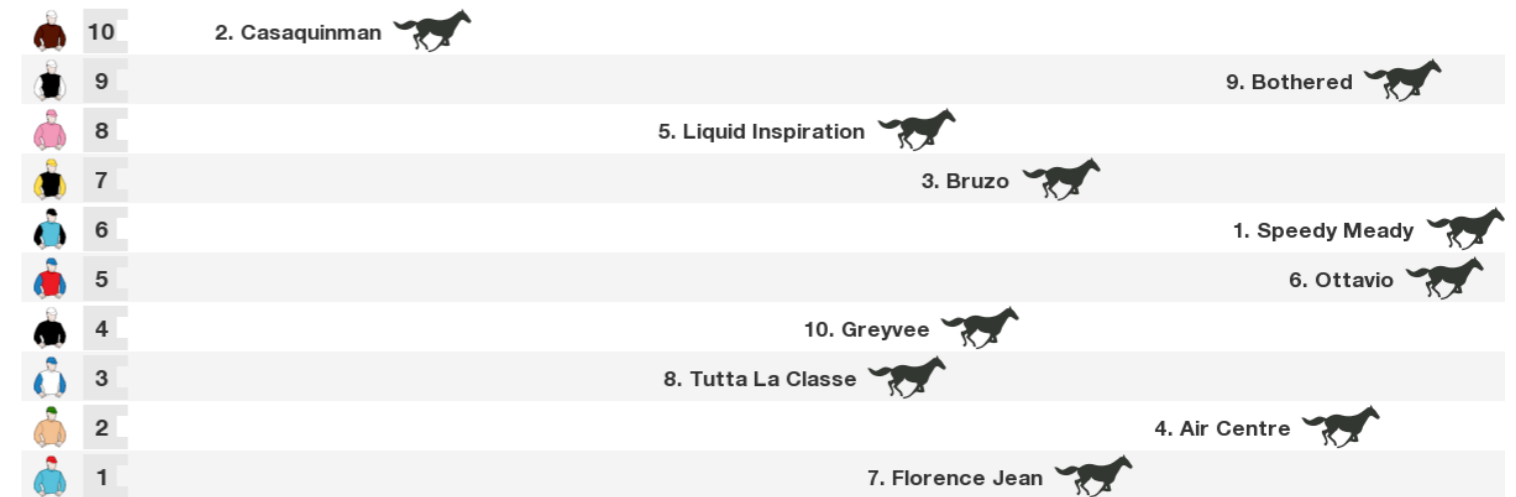 10 2. Casaquinman
9 9. Bothered
8 5. Liquid Inspiration
7 3. Bruzo
6 1. Speedy Meady
5 6. Ottavio
4 10. Greyvee
3 8. Tutta La Classe
2 4. Air Centre
1 7. Florence Jean